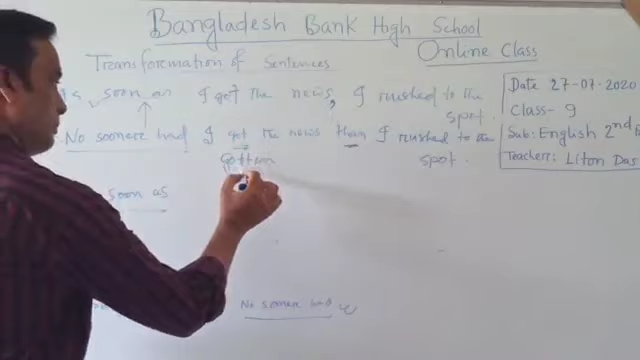 Bangladesh Bank High School
Online Class
Transformation of Sentences
As soon as I got the news, I rushed to the spot.
No sooner had I got the news than I rushed to the spot.
gotten
soon as
No sooner had
Date 27-07-2020
Class- 9
Sub: English 2nd
Teacher: Liton Das